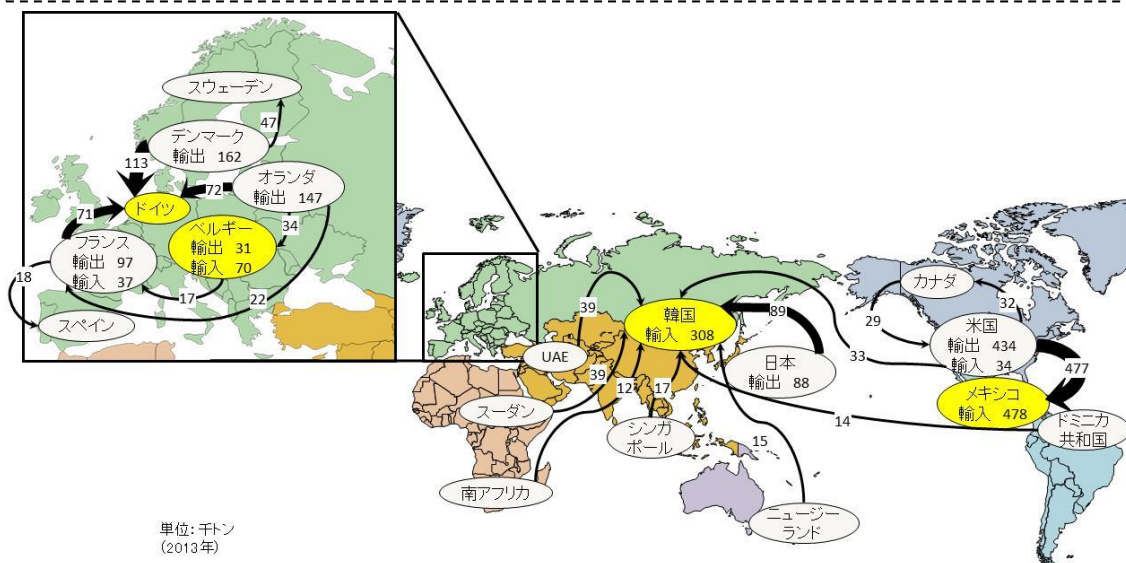 スウェーデン
47
デンマーク
輸出 162
113
オランダ
輸出 147
72
ドイツ
71
34
ベルギー
輸出 31
輸入 70
フランス
輸出 97
輸入 37
18
17
22
スペイン
39
韓国
輸入 308
89
カナダ
32
29
米国
輸出 434
輸入 34
477
33
UAE
39
12
17
日本
輸出 88
メキシコ
輸入 478
スーダン
シンガ
ポール
14
ドミニカ
共和国
15
南アフリカ
ニュージー
ランド
単位:千トン
(2013年)